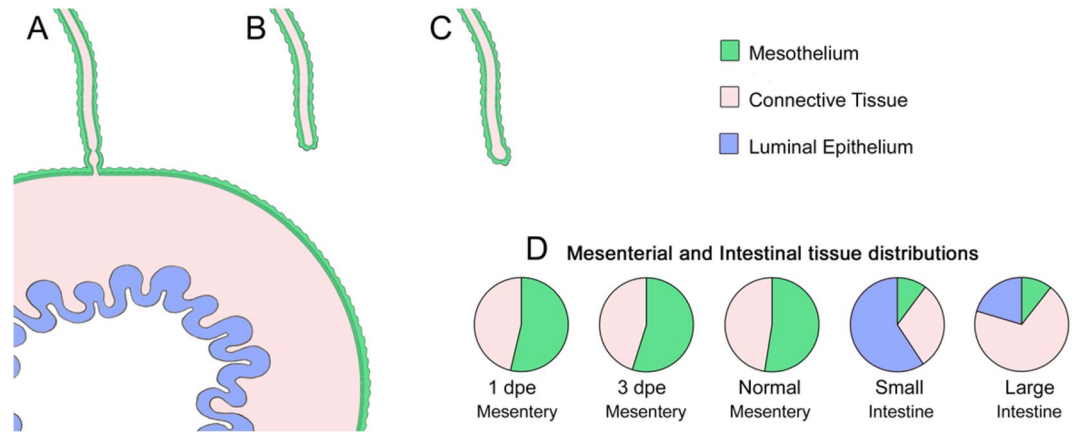 A
B
C
Mesothelium
Connective Tissue
Luminal Epithelium
D Mesenterial and Intestinal tissue distributions
1 dpe
Mesentery
3 dpe
Mesentery
Normal
Mesentery
Small
Intestine
Large
Intestine